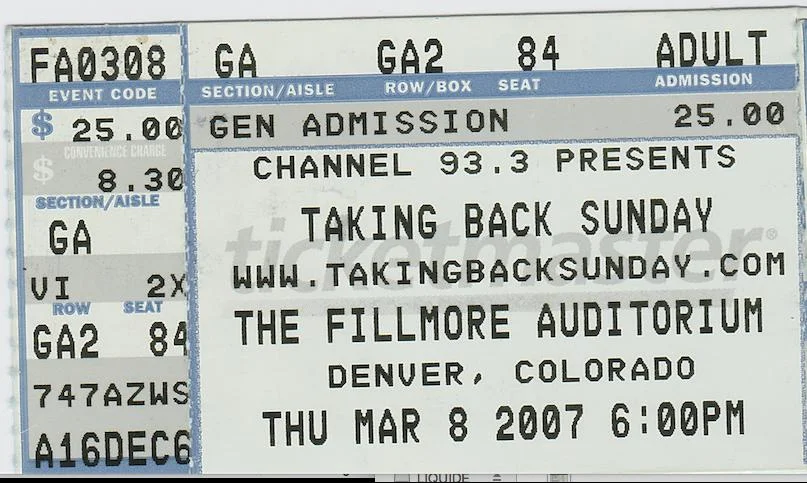 FA0308 GA GA2 84 ADULT
EVENT CODE SECTION/AISLE ROW/BOX SEAT ADMISSION
$ 25.00 GEN ADMISSION 25.00
CONVENIENCE CHARGE
$ 8.30
SECTION/AISLE
GA
VI 2X
ROW SEAT
GA2 84
747AZWS
A16DEC6
CHANNEL 93.3 PRESENTS
TAKING BACK SUNDAY
ticketmaster®
WWW.TAKINGBACKSUNDAY.COM
THE FILLMORE AUDITORIUM
DENVER, COLORADO
THU MAR 8 2007 6:00PM
LIQUIDE